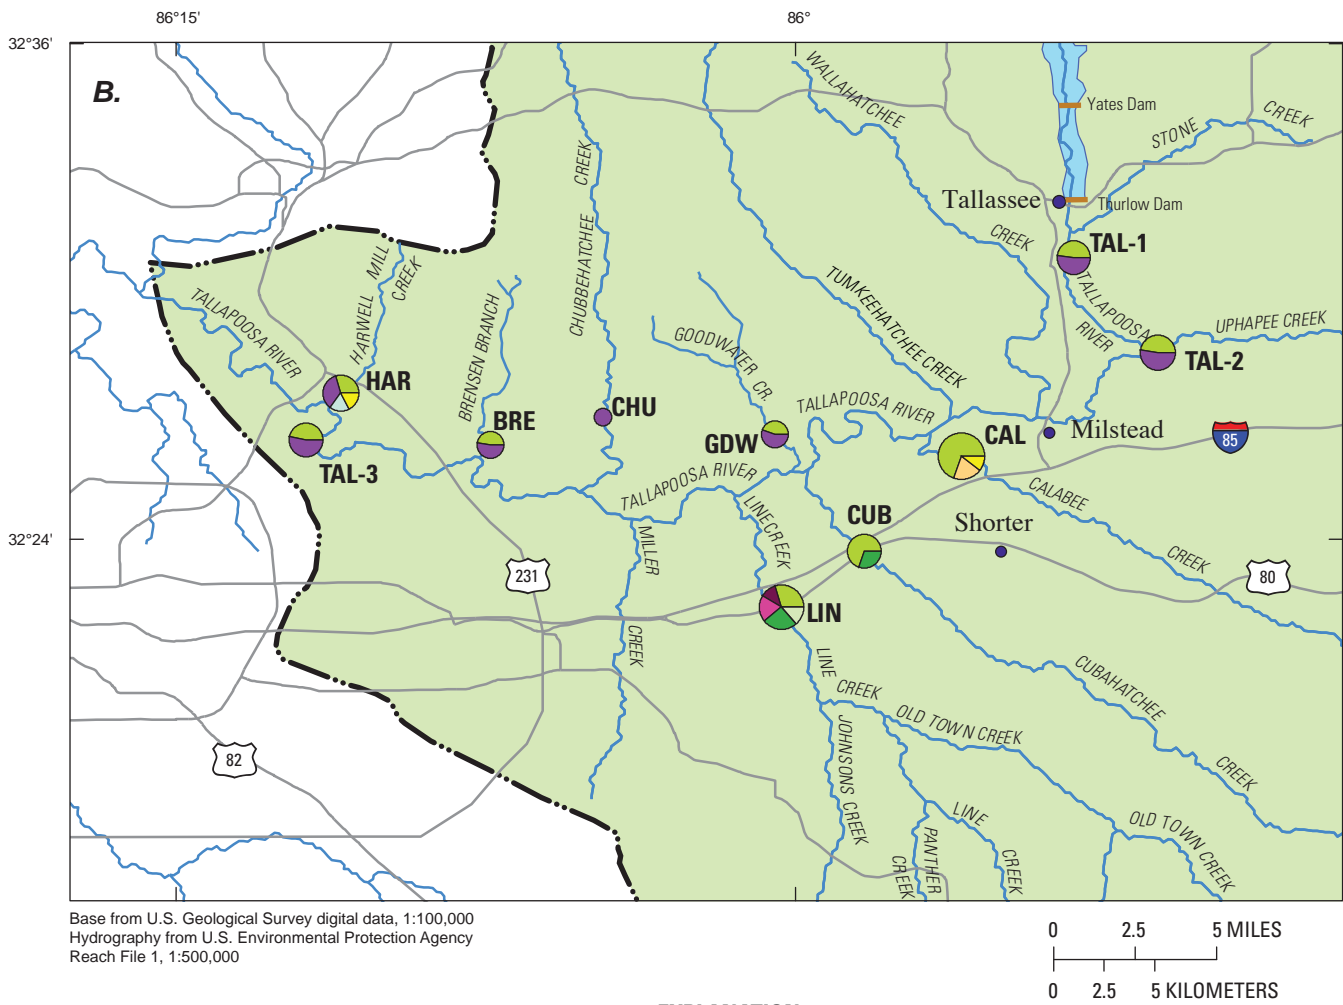 86°15'
86°
32°36'
B.
WALLAHATCHEE
CREEK
Yates Dam
STONE
CREEK
Tallassee
Thurlow Dam
TAL-1
CREEK
CHUBBEHATCHEE
HARWELL MILL
CREEK
TALLAPOOSA RIVER
BRENSEN BRANCH
GOODWATER CR.
TUMKEEHATCHEE CREEK
TALLAPOOSA
RIVER
UPHAPEE CREEK
TAL-2
HAR
BRE
CHU
GDW
TALLAPOOSA RIVER
CAL
Milstead
85
TAL-3
TALLAPOOSA RIVER
LINE CREEK
CALABEE
CREEK
CUB
Shorter
32°24'
MILLER
CREEK
231
80
LIN
LINE
CREEK
CUBAHATCHEE
CREEK
OLD TOWN CREEK
JOHNSONS CREEK
82
LINE
CREEK
PANTHER
CREEK
OLD TOWN CREEK
Base from U.S. Geological Survey digital data, 1:100,000
Hydrography from U.S. Environmental Protection Agency
Reach File 1, 1:500,000
0 2.5 5 MILES
0 2.5 5 KILOMETERS